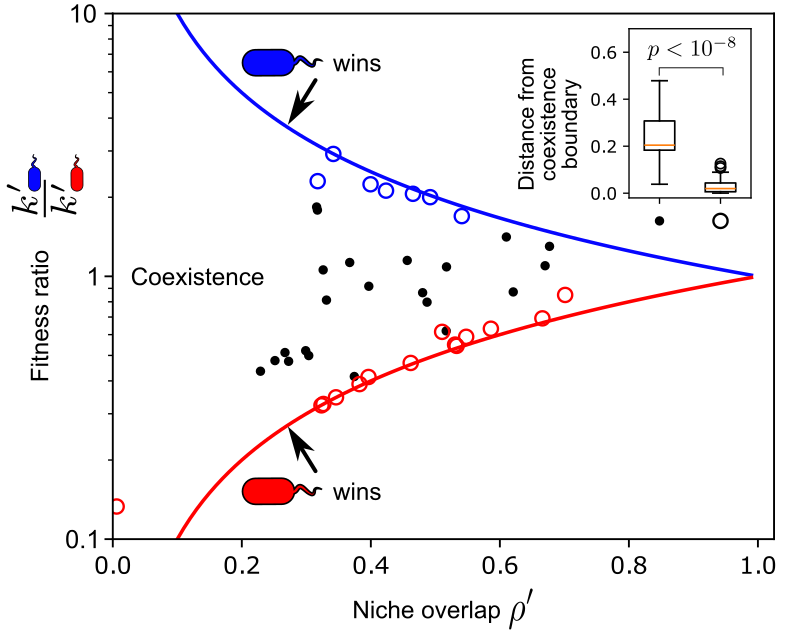 10
1
0.1
0.0
0.2
0.4
0.6
0.8
1.0
Niche overlap ρ′
Fitness ratio
k′
k′
wins
Coexistence
wins
Distance from
coexistence
boundary
0.6
0.4
0.2
0.0
p < 10⁻⁸